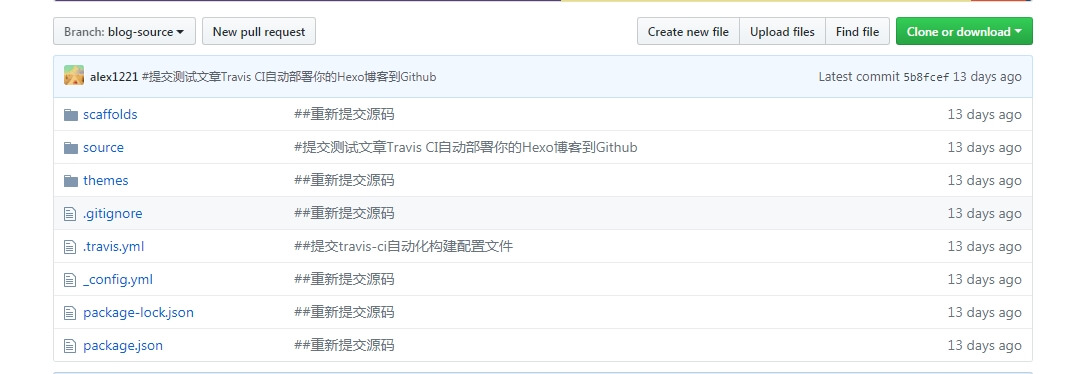 Branch: blog-source New pull request Create new file Upload files Find file Clone or download
alex1221 #提交测试文章Travis CI自动部署你的Hexo博客到Github Latest commit 5b8fcef 13 days ago
scaffolds ##重新提交源码 13 days ago
source #提交测试文章Travis CI自动部署你的Hexo博客到Github 13 days ago
themes ##重新提交源码 13 days ago
.gitignore ##重新提交源码 13 days ago
.travis.yml ##提交travis-ci自动化构建配置文件 13 days ago
_config.yml ##重新提交源码 13 days ago
package-lock.json ##重新提交源码 13 days ago
package.json ##重新提交源码 13 days ago